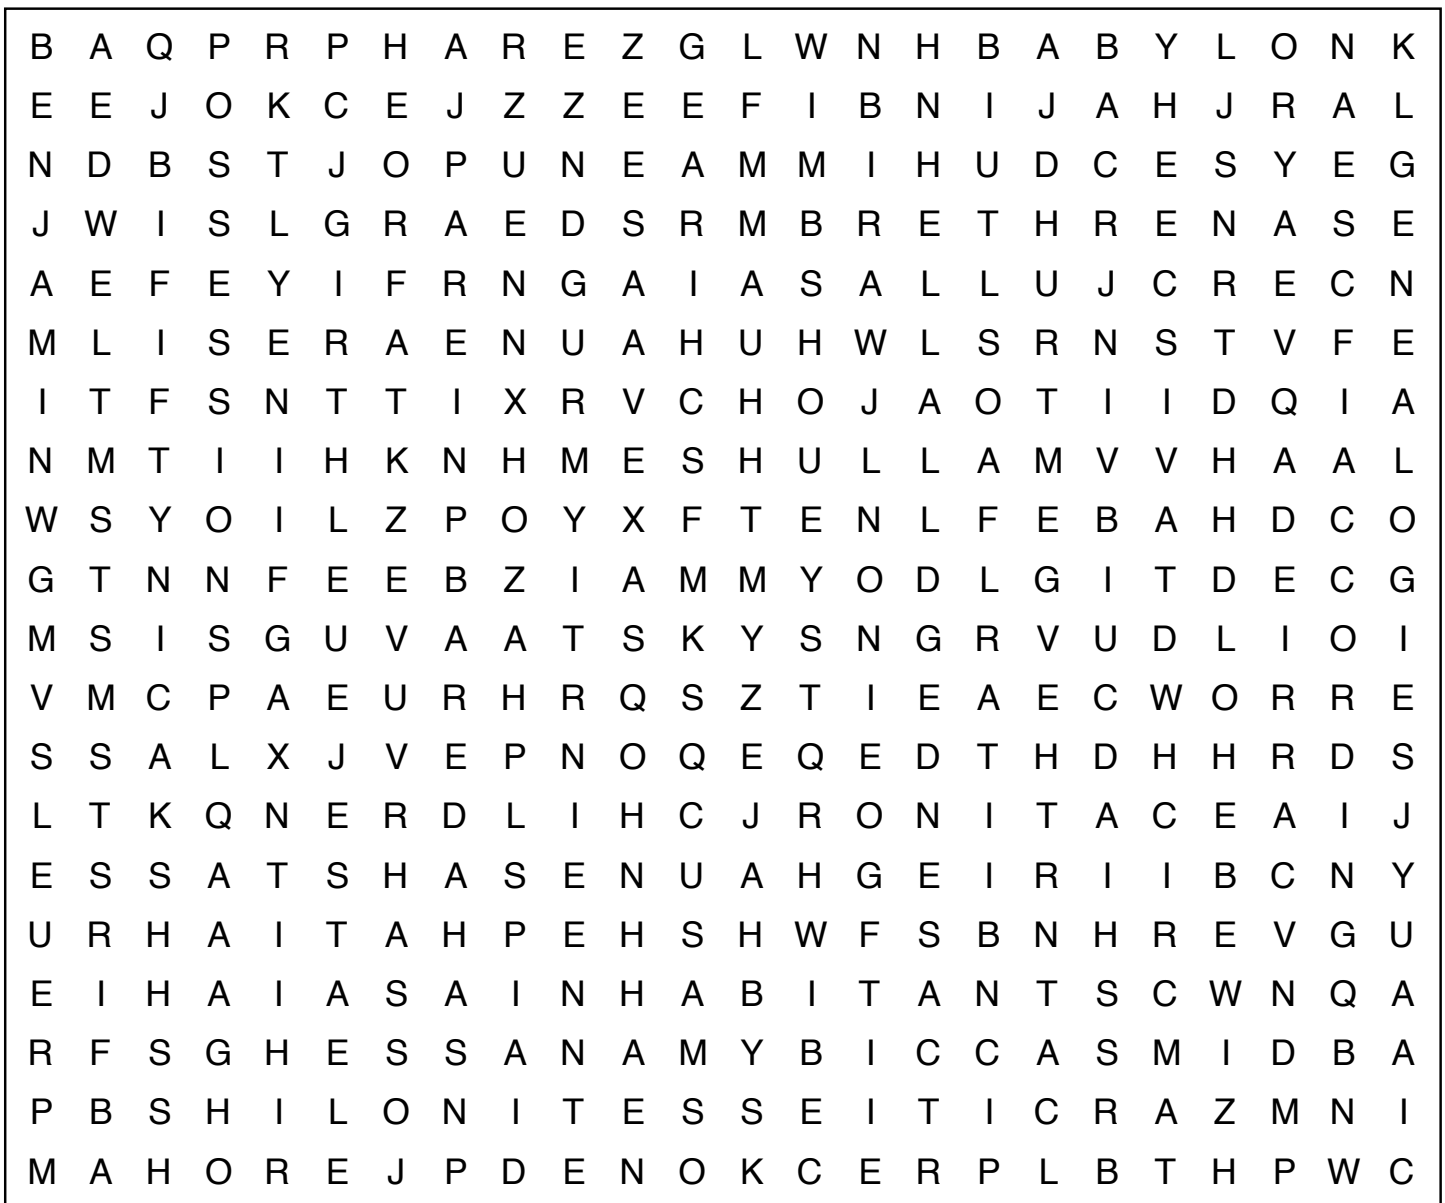 B A Q P R P H A R E Z G L W N H B A B Y L O N K
E E J O K C E J Z Z E E F I B N I J A H J R A L
N D B S T J O P U N E A M M I H U D C E S Y E G
J W I S L G R A E D S R M B R E T H R E N A S E
A E F E Y I F R N G A I A S A L L U J C R E C N
M L I S E R A E N U A H U H W L S R N S T V F E
I T F S N T T I X R V C H O J A O T I I D Q I A
N M T I I H K N H M E S H U L L A M V V H A A L
W S Y O I L Z P O Y X F T E N L F E B A H D C O
G T N N F E E B Z I A M M Y O D L G I T D E C G
M S I S G U V A A T S K Y S N G R V U D L I O I
V M C P A E U R H R Q S Z T I E A E C W O R R E
S S A L X J V E P N O Q E Q E D T H D H H R D S
L T K Q N E R D L I H C J R O N I T A C E A I J
E S S A T S H A S E N U A H G E I R I I B C N Y
U R H A I T A H P E H S H W F S B N H R E V G U
E I H A I A S A I N H A B I T A N T S C W N Q A
R F S G H E S S A N A M Y B I C C A S M I D B A
P B S H I L O N I T E S S E I T I C R A Z M N I
M A H O R E J P D E N O K C E R P L B T H P W C